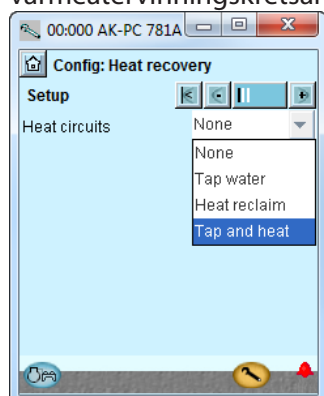 värmeåtervinningskretsar
00:000 AK-PC 781A
Config: Heat recovery
Setup
Heat circuits None
None
Tap water
Heat reclaim
Tap and heat